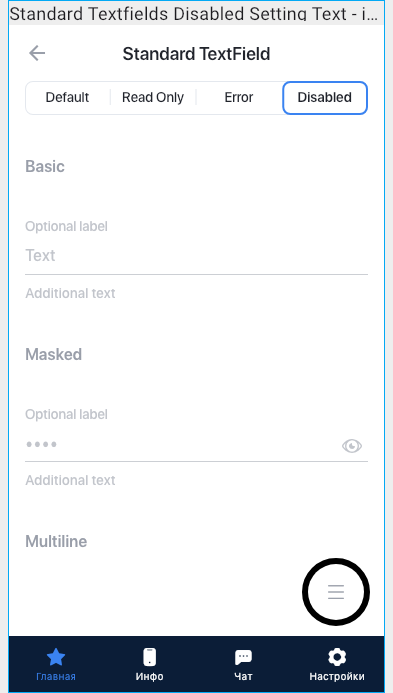 Standard Textfields Disabled Setting Text - i...
Standard TextField
Default Read Only Error Disabled
Basic
Optional label
Text
Additional text
Masked
Optional label
••••
Additional text
Multiline
Главная Инфо Чат Настройки